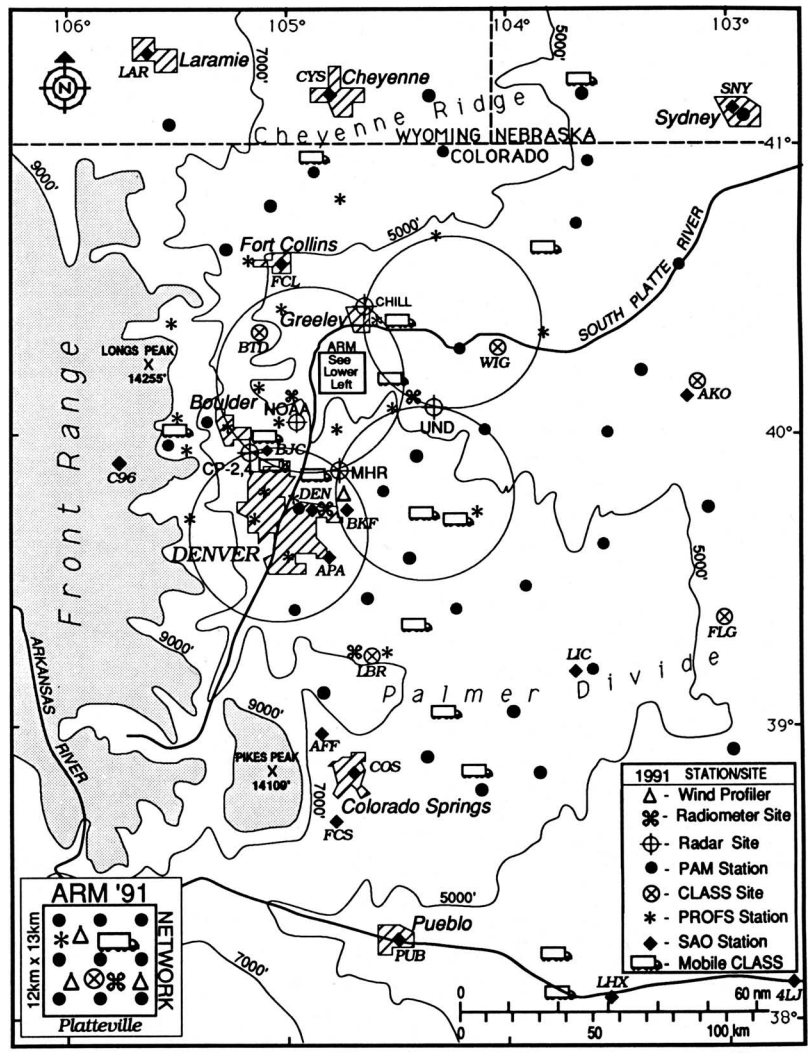 106°
105°
104°
103°
LAR
Laramie
7000'
CYS
Cheyenne
5000'
SNY
Sydney
N
Cheyenne Ridge
WYOMING
NEBRASKA
COLORADO
41°
9000'
5000'
Fort Collins
FCL
SOUTH PLATTE RIVER
CHILL
Greeley
BTD
WIG
LONGS PEAK
X
14255'
ARM
See
Lower
Left
AKO
Boulder
NOAA
UND
40°
BJC
CP-2,4
MHR
C96
DEN
BKF
DENVER
APA
Front Range
5000'
9000'
FLG
ARKANSAS RIVER
LBR
LIC
Palmer Divide
9000'
39°
AFF
PIKES PEAK
X
14109'
COS
Colorado Springs
7000'
FCS
1991 STATION/SITE
- Wind Profiler
- Radiometer Site
- Radar Site
- PAM Station
- CLASS Site
- PROFS Station
- SAO Station
- Mobile CLASS
5000'
ARM '91
12km x 13km
NETWORK
Platteville
7000'
Pueblo
PUB
LHX
4LJ
0
60 nm
0
50
100 km
38°